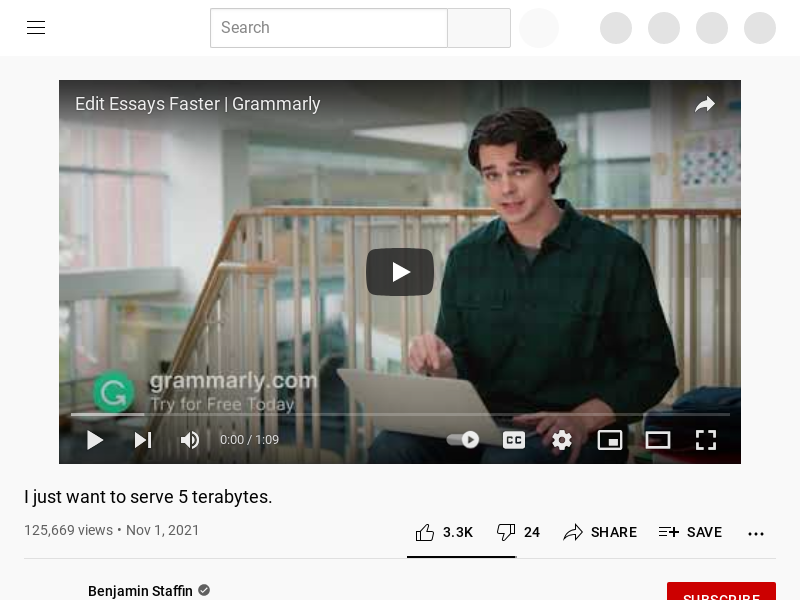 Search
Edit Essays Faster | Grammarly
grammarly.com
Try for Free Today
0:00 / 1:09
CC
I just want to serve 5 terabytes.
125,669 views • Nov 1, 2021
3.3K
24
SHARE
SAVE
Benjamin Staffin
SUBSCRIBE